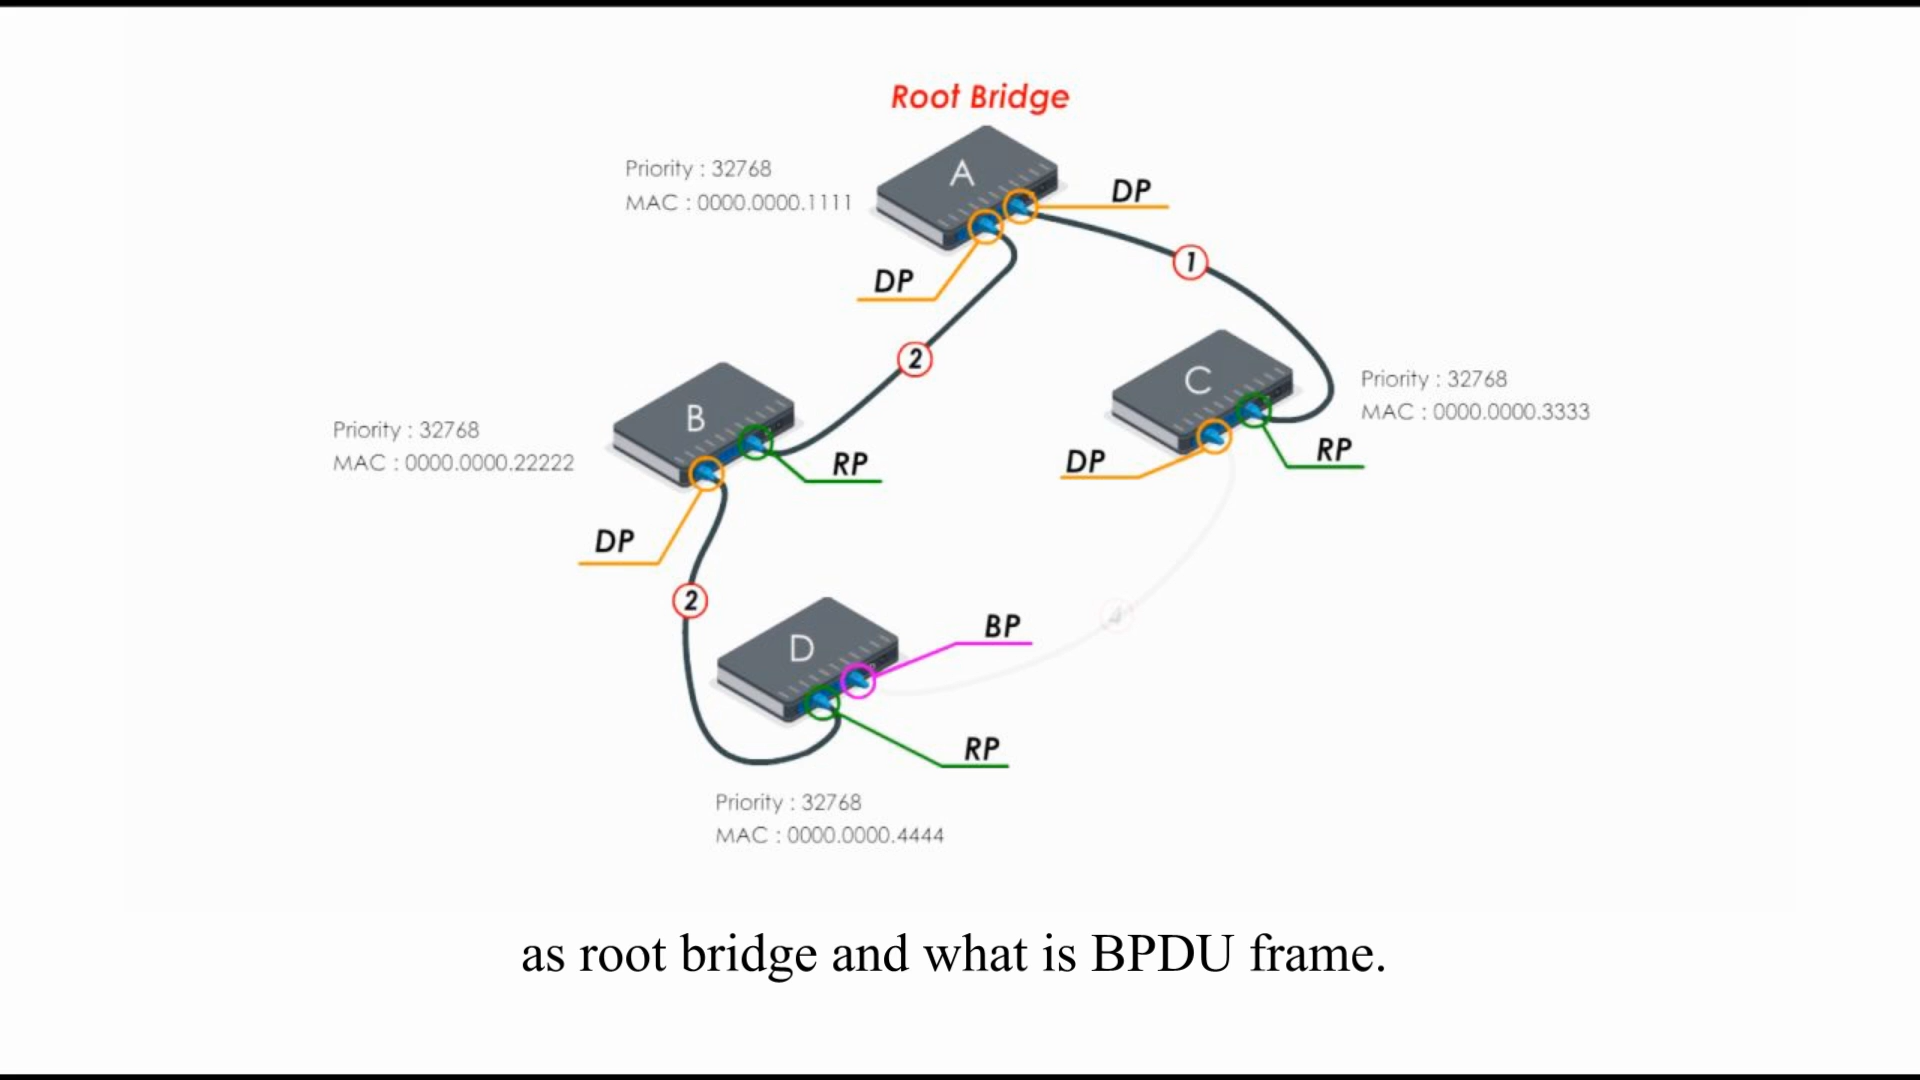 Root Bridge
Priority : 32768
MAC : 0000.0000.1111
A
DP
DP
1
2
Priority : 32768
MAC : 0000.0000.22222
B
RP
DP
C
Priority : 32768
MAC : 0000.0000.3333
DP
RP
2
D
BP
RP
Priority : 32768
MAC : 0000.0000.4444
as root bridge and what is BPDU frame.